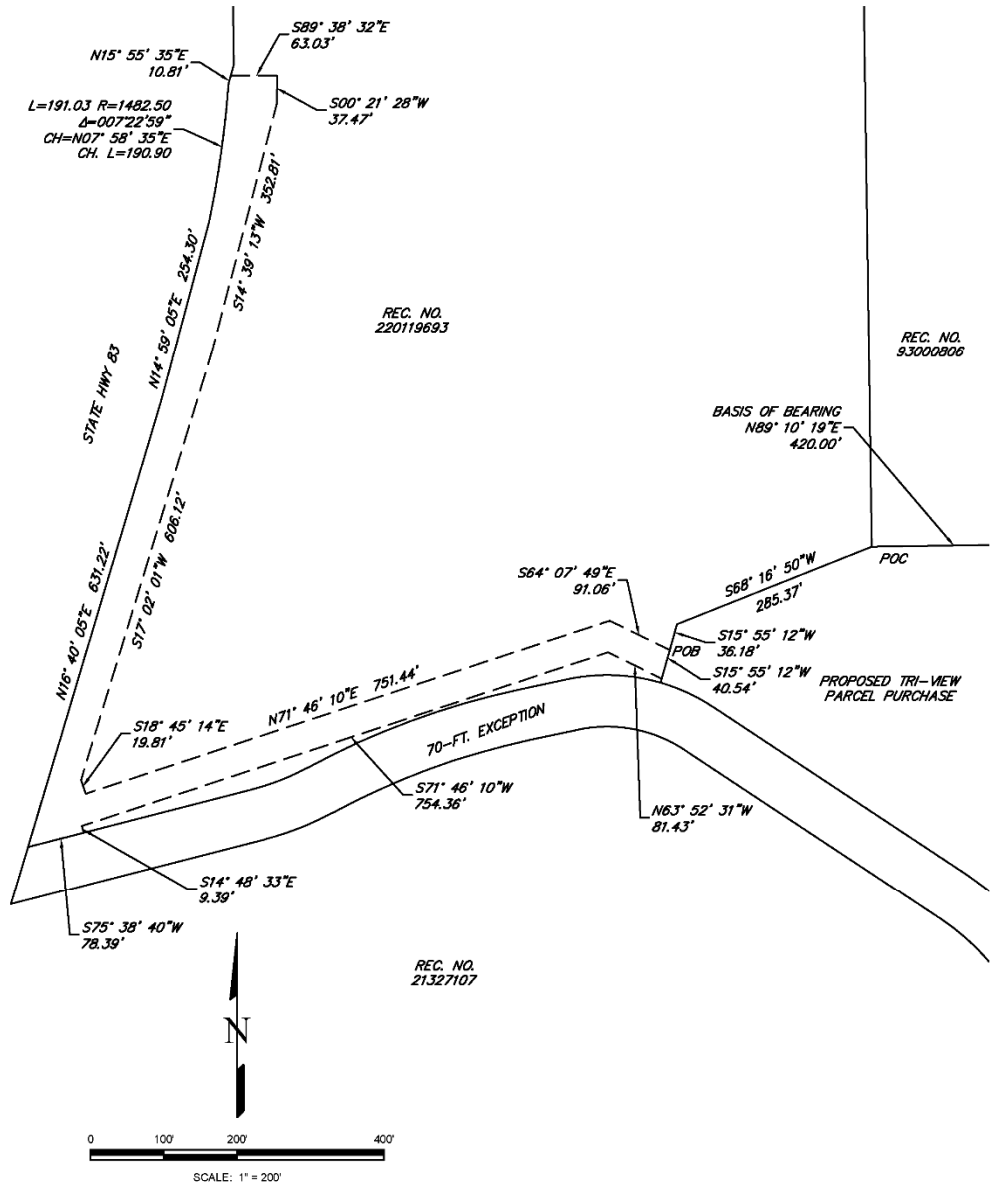 S89° 38' 32"E
63.03'
N15° 55' 35"E
10.81'
S00° 21' 28"W
37.47'
L=191.03 R=1482.50
Δ=007°22'59"
CH=N07° 58' 35"E
CH. L=190.90
S14° 39' 13"W 352.81'
N14° 59' 05"E 254.30'
REC. NO.
220119693
REC. NO.
93000806
STATE HWY 83
BASIS OF BEARING
N89° 10' 19"E
420.00'
S17° 02' 01"W 606.12'
N16° 40' 05"E 631.22'
POC
S68° 16' 50"W
285.37'
S64° 07' 49"E
91.06'
S15° 55' 12"W
36.18'
POB
S15° 55' 12"W
40.54'
PROPOSED TRI-VIEW
PARCEL PURCHASE
N71° 46' 10"E 751.44'
S18° 45' 14"E
19.81'
70-FT. EXCEPTION
S71° 46' 10"W
754.36'
N63° 52' 31"W
81.43'
S14° 48' 33"E
9.39'
S75° 38' 40"W
78.39'
REC. NO.
21327107
N
0 100' 200' 400'
SCALE: 1" = 200'